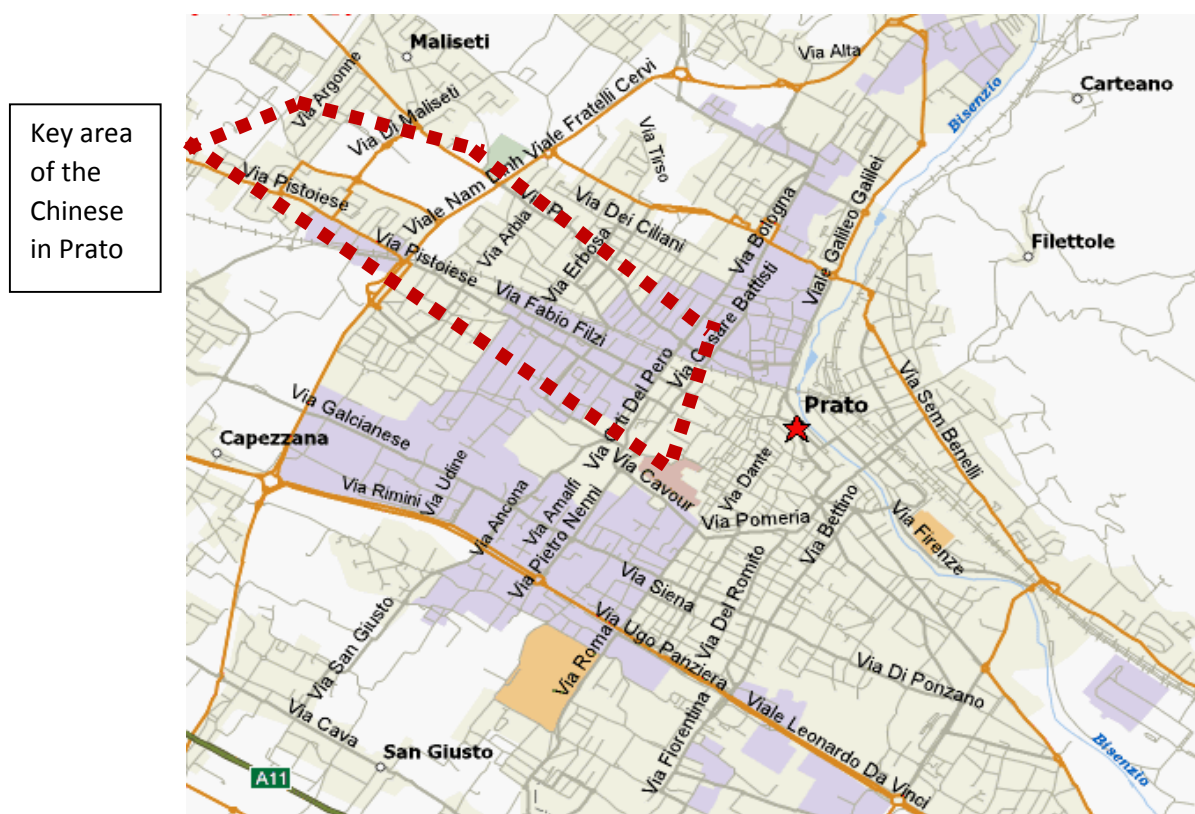 Key area
of the
Chinese
in Prato
Maliseti
Via Alta
Carteano
Via Argonne
Via Di Maliseti
Viale Fratelli Cervi
Bisenzio
Via Tirso
Viale Nam Dinh
Via Pistoiese
Via P
Via Dei Ciliani
Via Bologna
Viale Galileo Galilei
Via Arbia
Via Erbosa
Filettole
Via Pistoiese
Via Fabio Filzi
Via Cesare Battisti
Via Orti Del Pero
Via Sem Benelli
Prato
Via Galcianese
Capezzana
Via Cavour
Via Dante
Via Udine
Via Rimini
Via Ancona
Via Amalfi
Via Pietro Nenni
Via Pomeria
Via Bettino
Via Firenze
Via Siena
Via Del Romito
Via San Giusto
Via Roma
Via Ugo Panziera
Via Di Ponzano
Via Cava
San Giusto
Via Fiorentina
Viale Leonardo Da Vinci
Bisenzio
A11